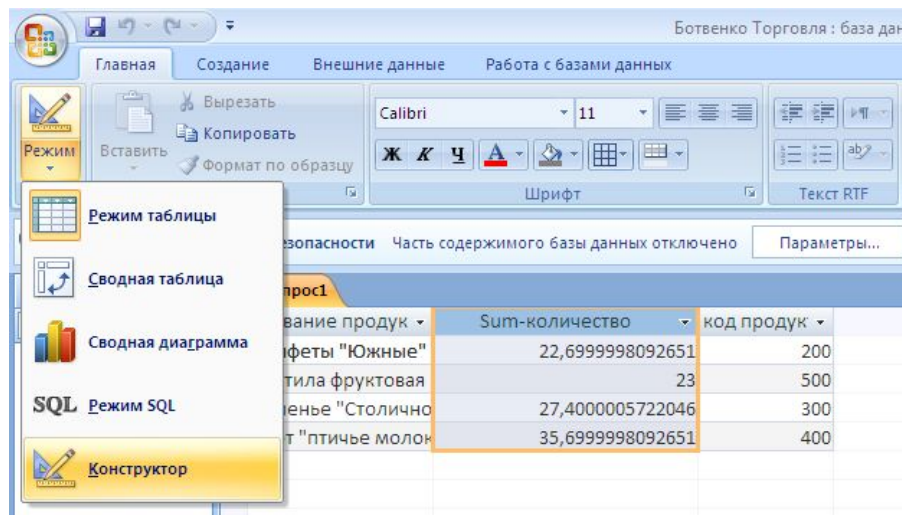 Ботвенко Торговля : база дан
Главная Создание Внешние данные Работа с базами данных
Режим
Вставить
Вырезать
Копировать
Формат по образцу
Calibri 11
Ж К Ч
Шрифт
Текст RTF
Режим таблицы
Сводная таблица
Сводная диаграмма
SQL Режим SQL
Конструктор
езопасности Часть содержимого базы данных отключено Параметры...
прос1
вание продук Sum-количество код продук
феты "Южные" 22,6999998092651 200
тила фруктовая 23 500
енье "Столично 27,4000005722046 300
т "птичье молок 35,6999998092651 400